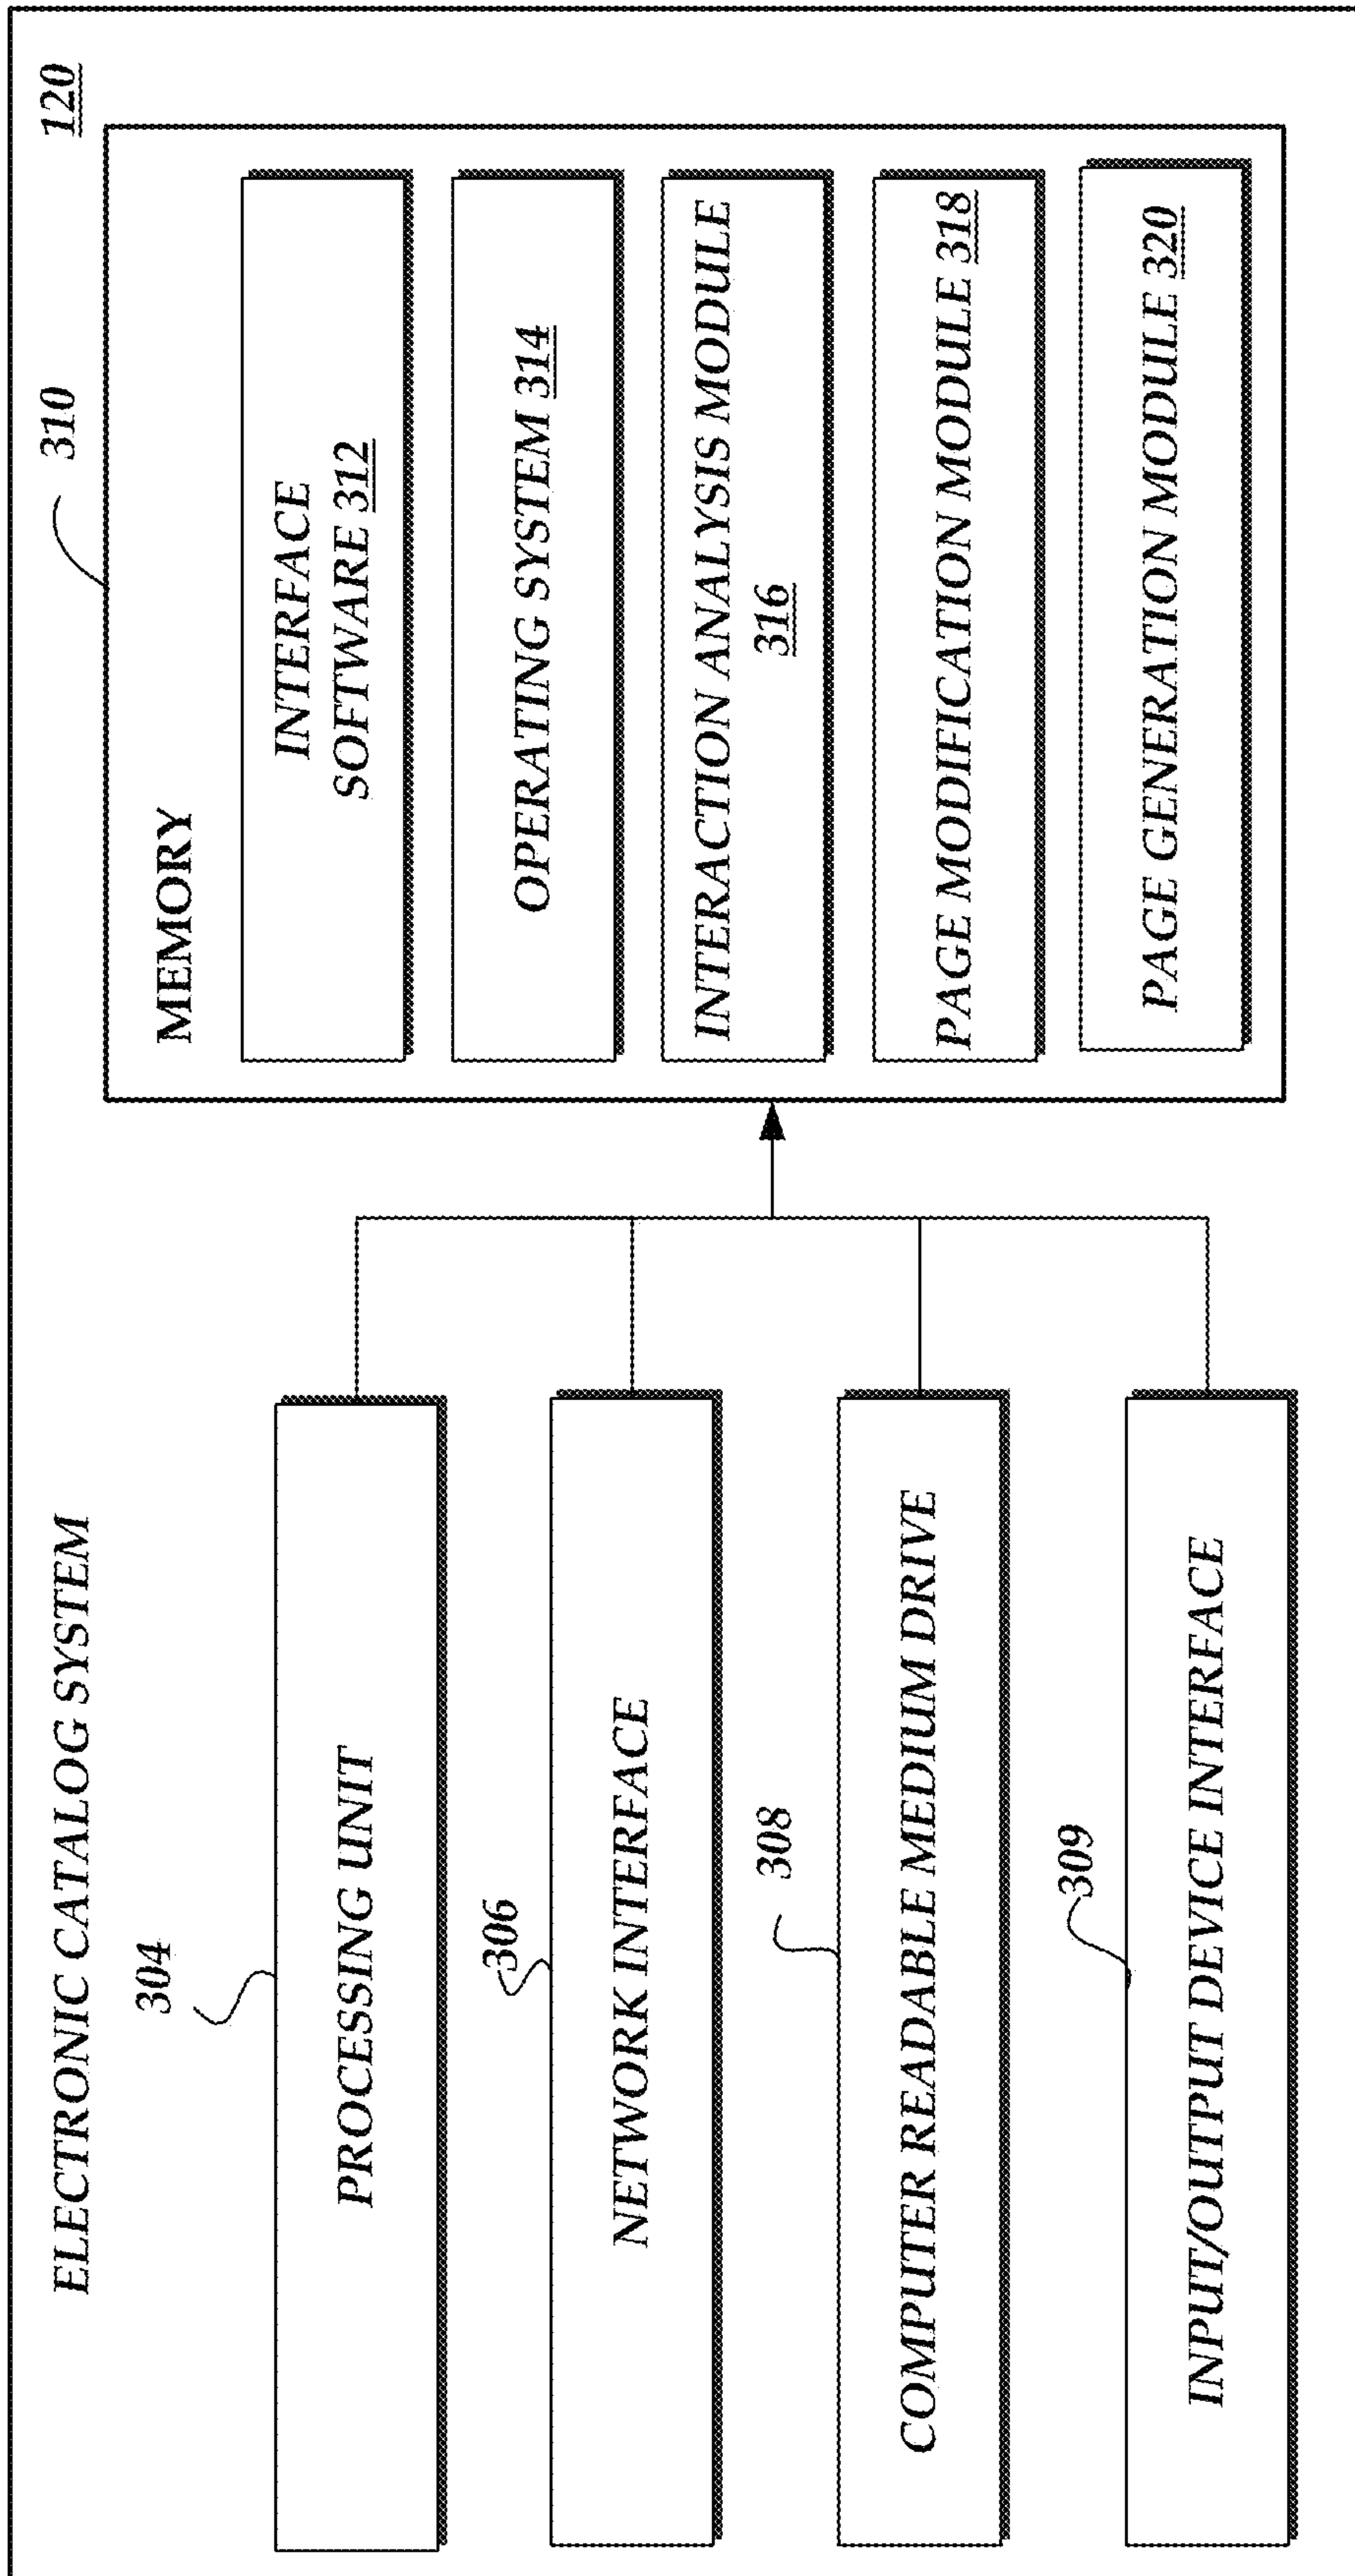 ELECTRONIC CATALOG SYSTEM
120
304
PROCESSING UNIT
306
NETWORK INTERFACE
308
COMPUTER READABLE MEDIUM DRIVE
309
INPUT/OUTPUT DEVICE INTERFACE
310
MEMORY
INTERFACE
SOFTWARE 312
OPERATING SYSTEM 314
INTERACTION ANALYSIS MODULE
316
PAGE MODIFICATION MODULE 318
PAGE GENERATION MODULE 320